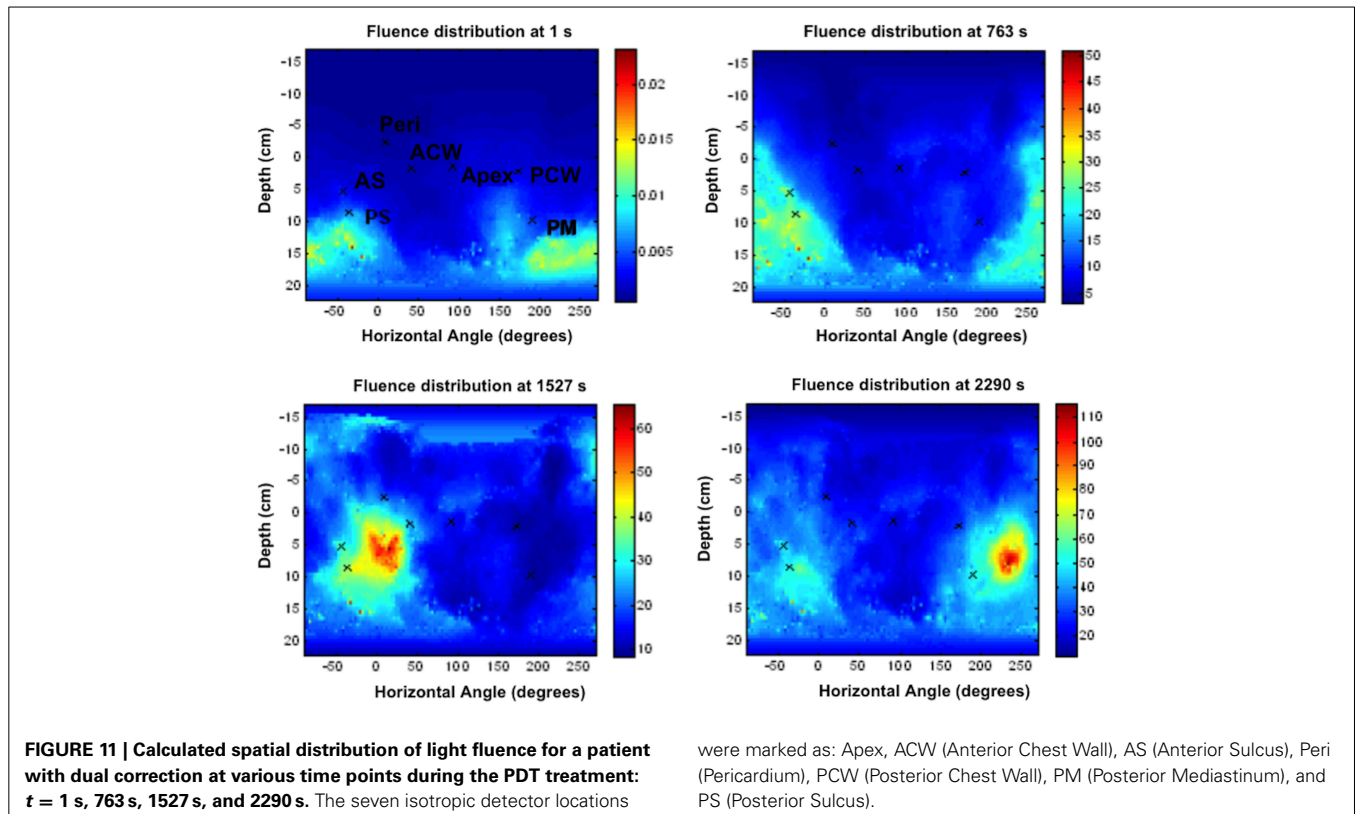 Fluence distribution at 1 s
-15
-10
-5
0
5
10
15
20
Depth (cm)
Peri
ACW
AS
Apex
PCW
PS
PM
-50 0 50 100 150 200 250
Horizontal Angle (degrees)
0.02
0.015
0.01
0.005
Fluence distribution at 763 s
-15
-10
-5
0
5
10
15
20
Depth (cm)
-50 0 50 100 150 200 250
Horizontal Angle (degrees)
50
45
40
35
30
25
20
15
10
5
Fluence distribution at 1527 s
-15
-10
-5
0
5
10
15
20
Depth (cm)
-50 0 50 100 150 200 250
Horizontal Angle (degrees)
60
50
40
30
20
10
Fluence distribution at 2290 s
-15
-10
-5
0
5
10
15
20
Depth (cm)
-50 0 50 100 150 200 250
Horizontal Angle (degrees)
110
100
90
80
70
60
50
40
30
20
FIGURE 11 | Calculated spatial distribution of light fluence for a patient
with dual correction at various time points during the PDT treatment:
t = 1 s, 763 s, 1527 s, and 2290 s. The seven isotropic detector locations
were marked as: Apex, ACW (Anterior Chest Wall), AS (Anterior Sulcus), Peri
(Pericardium), PCW (Posterior Chest Wall), PM (Posterior Mediastinum), and
PS (Posterior Sulcus).